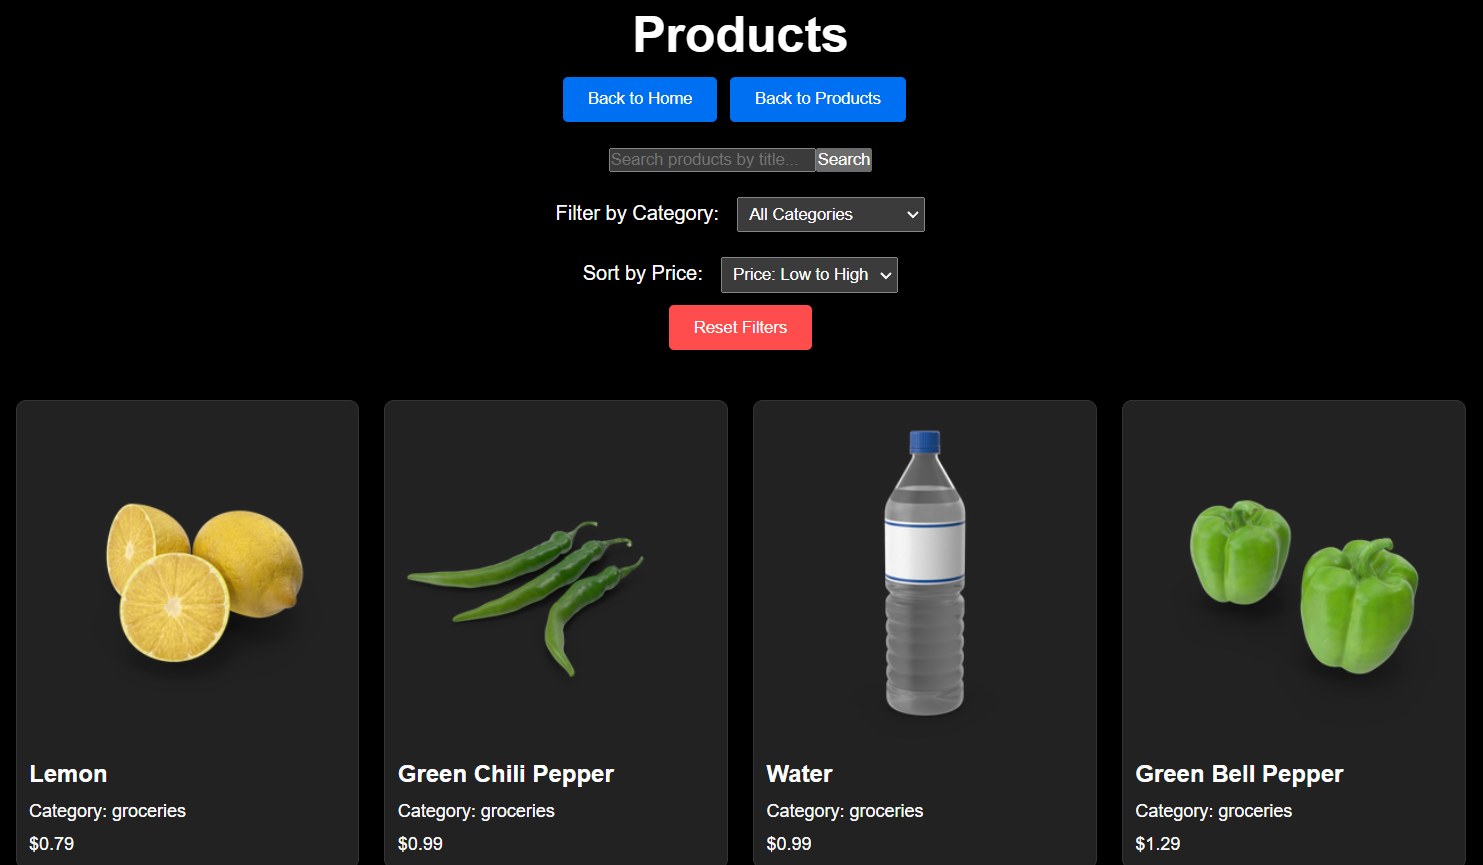 Products
Back to Home Back to Products
Search products by title... Search
Filter by Category: All Categories
Sort by Price: Price: Low to High
Reset Filters
Lemon
Category: groceries
$0.79
Green Chili Pepper
Category: groceries
$0.99
Water
Category: groceries
$0.99
Green Bell Pepper
Category: groceries
$1.29